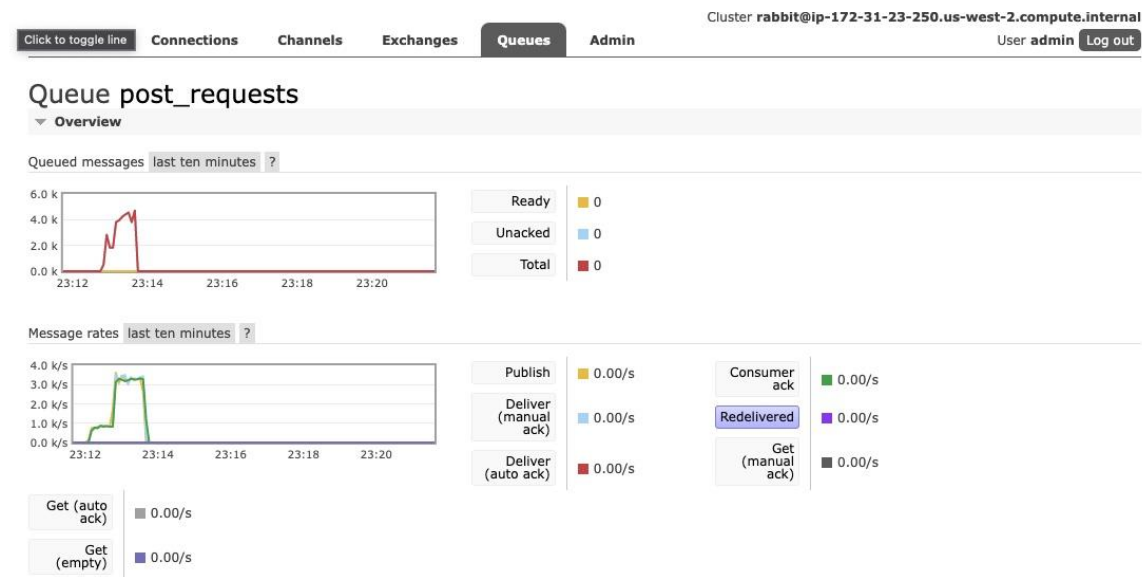 Cluster rabbit@ip-172-31-23-250.us-west-2.compute.internal
Click to toggle line Connections Channels Exchanges Queues Admin User admin Log out
Queue post_requests
Overview
Queued messages last ten minutes ?
6.0 k
4.0 k
2.0 k
0.0 k
23:12 23:14 23:16 23:18 23:20
Ready 0
Unacked 0
Total 0
Message rates last ten minutes ?
4.0 k/s
3.0 k/s
2.0 k/s
1.0 k/s
0.0 k/s
23:12 23:14 23:16 23:18 23:20
Publish 0.00/s
Deliver
(manual 0.00/s
ack)
Deliver
(auto ack) 0.00/s
Consumer
ack 0.00/s
Redelivered 0.00/s
Get
(manual 0.00/s
ack)
Get (auto
ack) 0.00/s
Get
(empty) 0.00/s